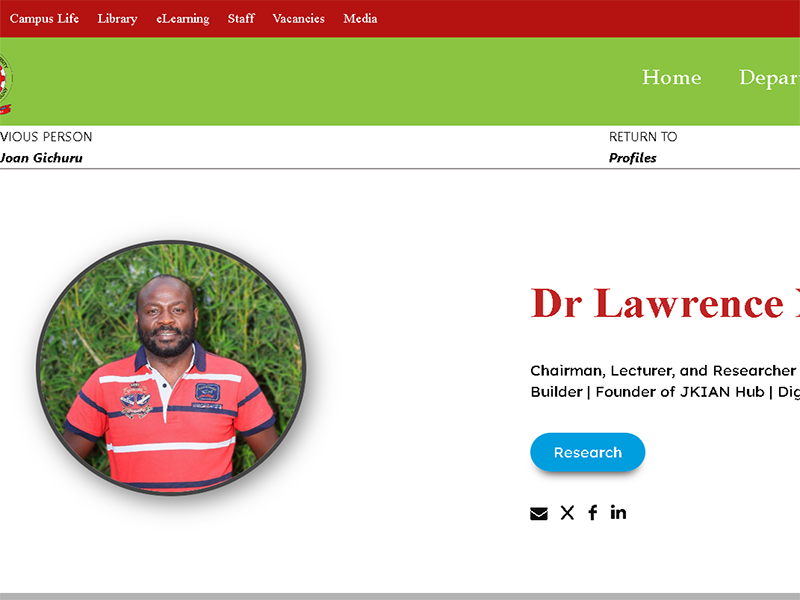 Campus Life Library eLearning Staff Vacancies Media
Home Depar
VIOUS PERSON
RETURN TO
Joan Gichuru
Profiles
Dr Lawrence
Chairman, Lecturer, and Researcher
Builder | Founder of JKIAN Hub | Dig
Research